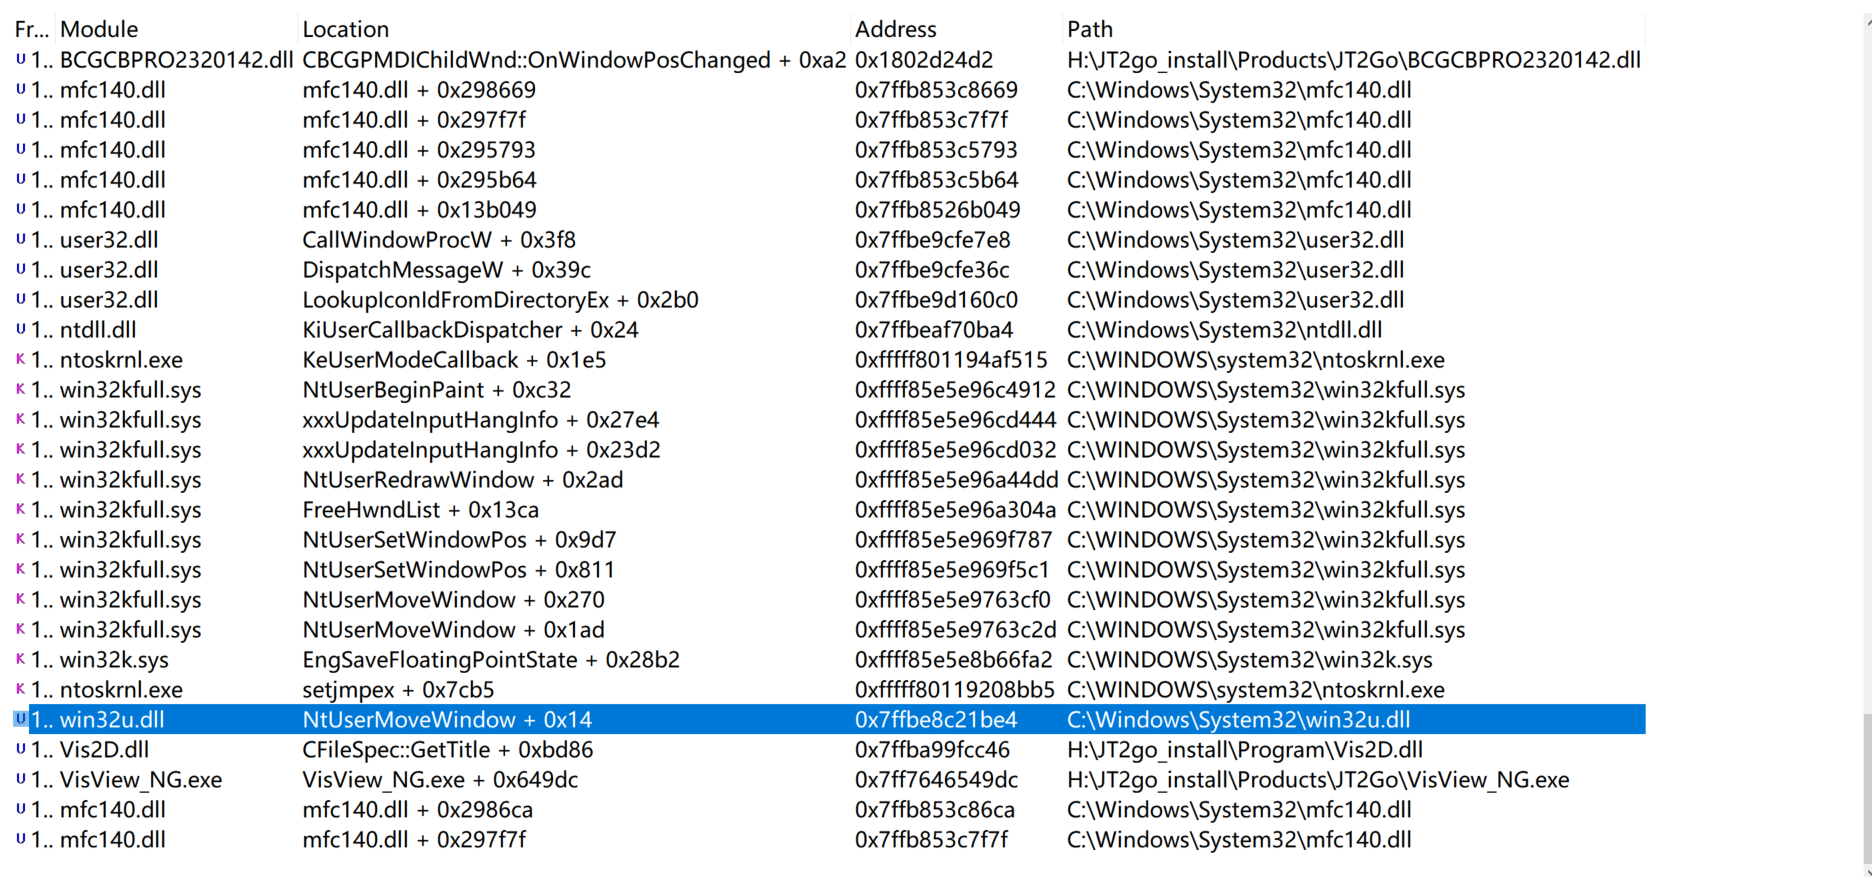 Fr... Module Location Address Path
U 1.. BCGCBPRO2320142.dll CBCGPMDIChildWnd::OnWindowPosChanged + 0xa2 0x1802d24d2 H:\JT2go_install\Products\JT2Go\BCGCBPRO2320142.dll
U 1.. mfc140.dll mfc140.dll + 0x298669 0x7ffb853c8669 C:\Windows\System32\mfc140.dll
U 1.. mfc140.dll mfc140.dll + 0x297f7f 0x7ffb853c7f7f C:\Windows\System32\mfc140.dll
U 1.. mfc140.dll mfc140.dll + 0x295793 0x7ffb853c5793 C:\Windows\System32\mfc140.dll
U 1.. mfc140.dll mfc140.dll + 0x295b64 0x7ffb853c5b64 C:\Windows\System32\mfc140.dll
U 1.. mfc140.dll mfc140.dll + 0x13b049 0x7ffb8526b049 C:\Windows\System32\mfc140.dll
U 1.. user32.dll CallWindowProcW + 0x3f8 0x7ffbe9cfe7e8 C:\Windows\System32\user32.dll
U 1.. user32.dll DispatchMessageW + 0x39c 0x7ffbe9cfe36c C:\Windows\System32\user32.dll
U 1.. user32.dll LookupIconIdFromDirectoryEx + 0x2b0 0x7ffbe9d160c0 C:\Windows\System32\user32.dll
U 1.. ntdll.dll KiUserCallbackDispatcher + 0x24 0x7ffbeaf70ba4 C:\Windows\System32\ntdll.dll
K 1.. ntoskrnl.exe KeUserModeCallback + 0x1e5 0xfffff801194af515 C:\WINDOWS\system32\ntoskrnl.exe
K 1.. win32kfull.sys NtUserBeginPaint + 0xc32 0xffff85e5e96c4912 C:\WINDOWS\System32\win32kfull.sys
K 1.. win32kfull.sys xxxUpdateInputHangInfo + 0x27e4 0xffff85e5e96cd444 C:\WINDOWS\System32\win32kfull.sys
K 1.. win32kfull.sys xxxUpdateInputHangInfo + 0x23d2 0xffff85e5e96cd032 C:\WINDOWS\System32\win32kfull.sys
K 1.. win32kfull.sys NtUserRedrawWindow + 0x2ad 0xffff85e5e96a44dd C:\WINDOWS\System32\win32kfull.sys
K 1.. win32kfull.sys FreeHwndList + 0x13ca 0xffff85e5e96a304a C:\WINDOWS\System32\win32kfull.sys
K 1.. win32kfull.sys NtUserSetWindowPos + 0x9d7 0xffff85e5e969f787 C:\WINDOWS\System32\win32kfull.sys
K 1.. win32kfull.sys NtUserSetWindowPos + 0x811 0xffff85e5e969f5c1 C:\WINDOWS\System32\win32kfull.sys
K 1.. win32kfull.sys NtUserMoveWindow + 0x270 0xffff85e5e9763cf0 C:\WINDOWS\System32\win32kfull.sys
K 1.. win32kfull.sys NtUserMoveWindow + 0x1ad 0xffff85e5e9763c2d C:\WINDOWS\System32\win32kfull.sys
K 1.. win32k.sys EngSaveFloatingPointState + 0x28b2 0xffff85e5e8b66fa2 C:\WINDOWS\System32\win32k.sys
K 1.. ntoskrnl.exe setjmpex + 0x7cb5 0xfffff80119208bb5 C:\WINDOWS\system32\ntoskrnl.exe
U 1.. win32u.dll NtUserMoveWindow + 0x14 0x7ffbe8c21be4 C:\Windows\System32\win32u.dll
U 1.. Vis2D.dll CFileSpec::GetTitle + 0xbd86 0x7ffba99fcc46 H:\JT2go_install\Program\Vis2D.dll
U 1.. VisView_NG.exe VisView_NG.exe + 0x649dc 0x7ff7646549dc H:\JT2go_install\Products\JT2Go\VisView_NG.exe
U 1.. mfc140.dll mfc140.dll + 0x2986ca 0x7ffb853c86ca C:\Windows\System32\mfc140.dll
U 1.. mfc140.dll mfc140.dll + 0x297f7f 0x7ffb853c7f7f C:\Windows\System32\mfc140.dll